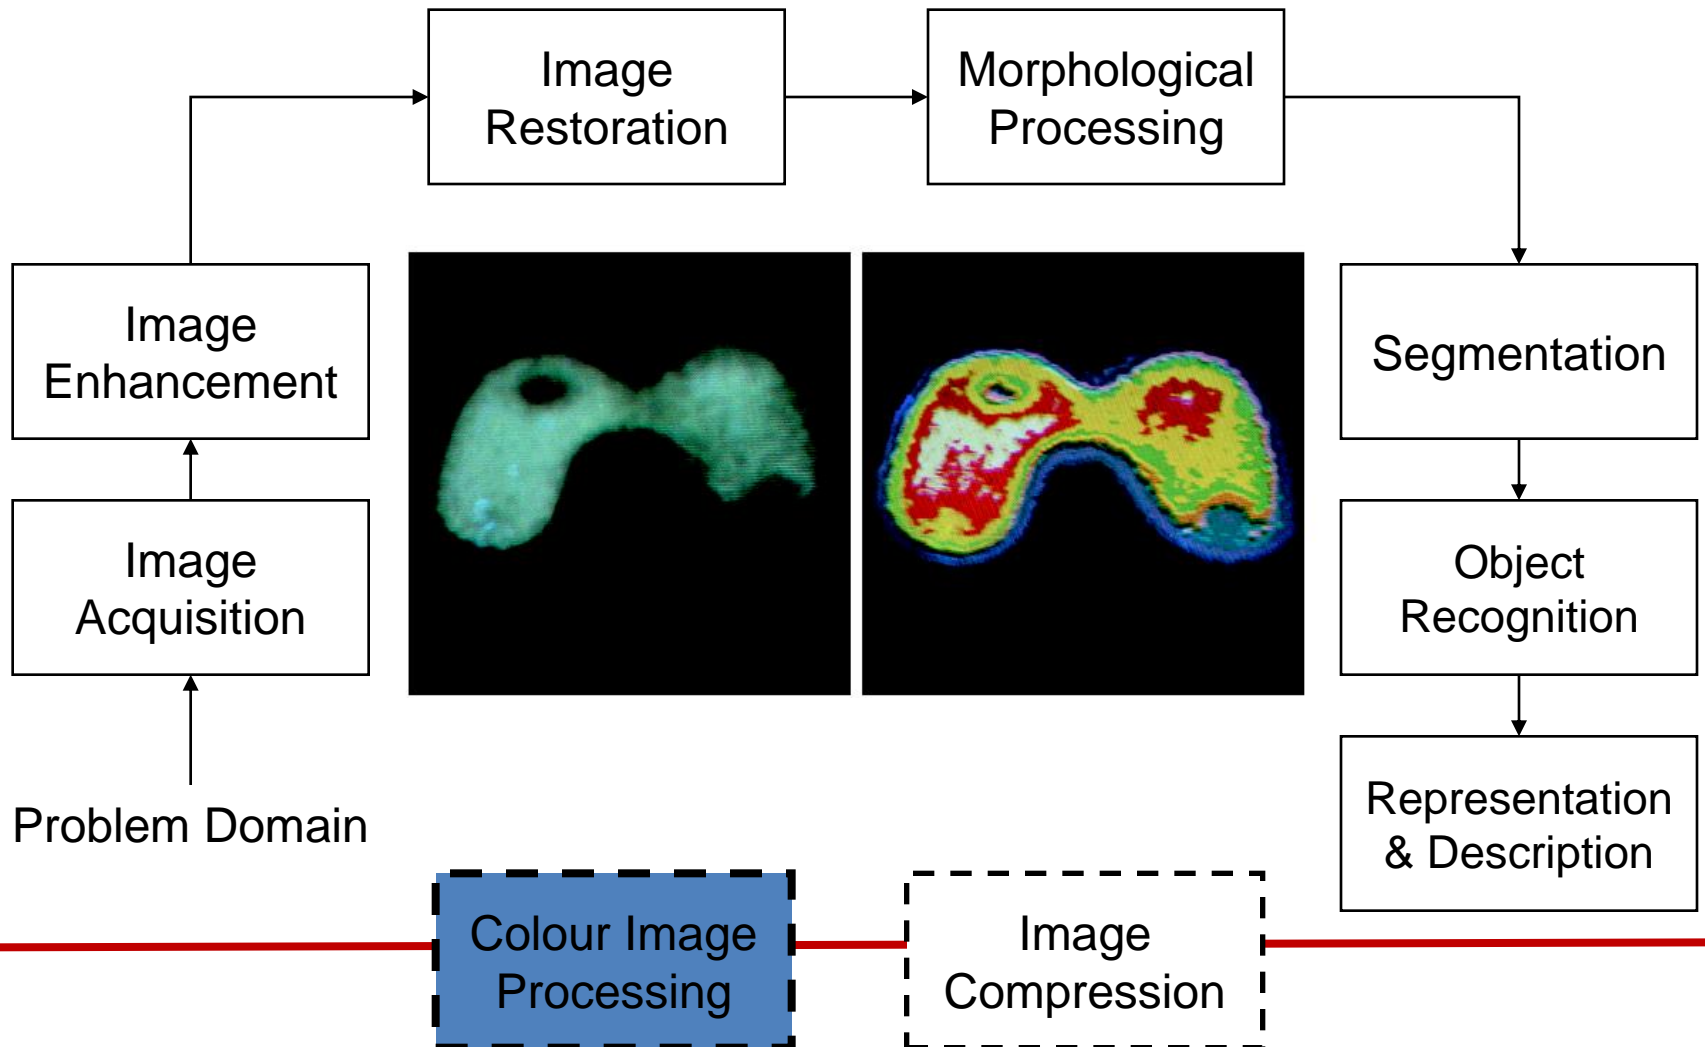 Image
Restoration
Morphological
Processing
Image
Enhancement
Segmentation
Image
Acquisition
Object
Recognition
Problem Domain
Representation
& Description
Colour Image
Processing
Image
Compression